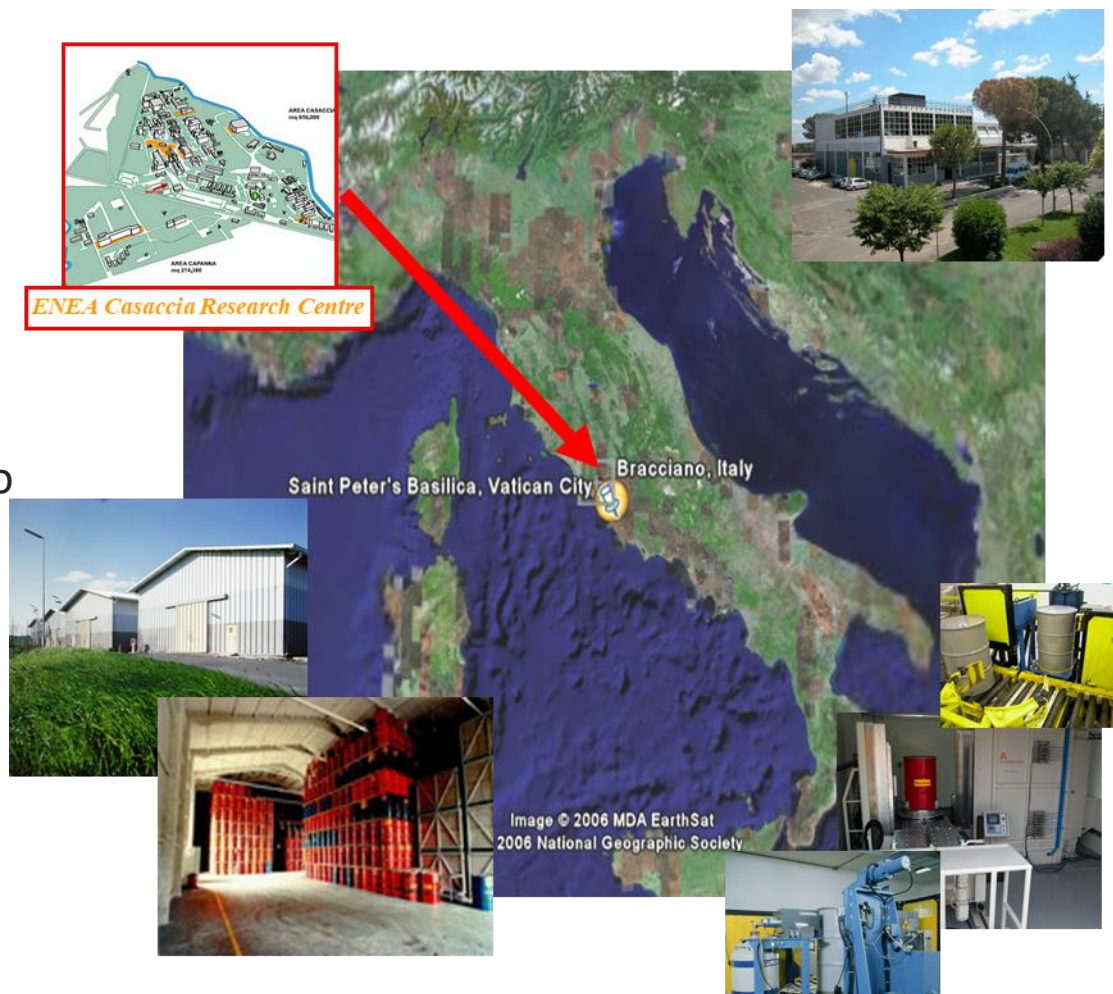 AREA CASACCIA
AREA CAPANNA
ENEA Casaccia Research Centre
Bracciano, Italy
Saint Peter's Basilica, Vatican City
o
Image © 2006 MDA EarthSat
2006 National Geographic Society